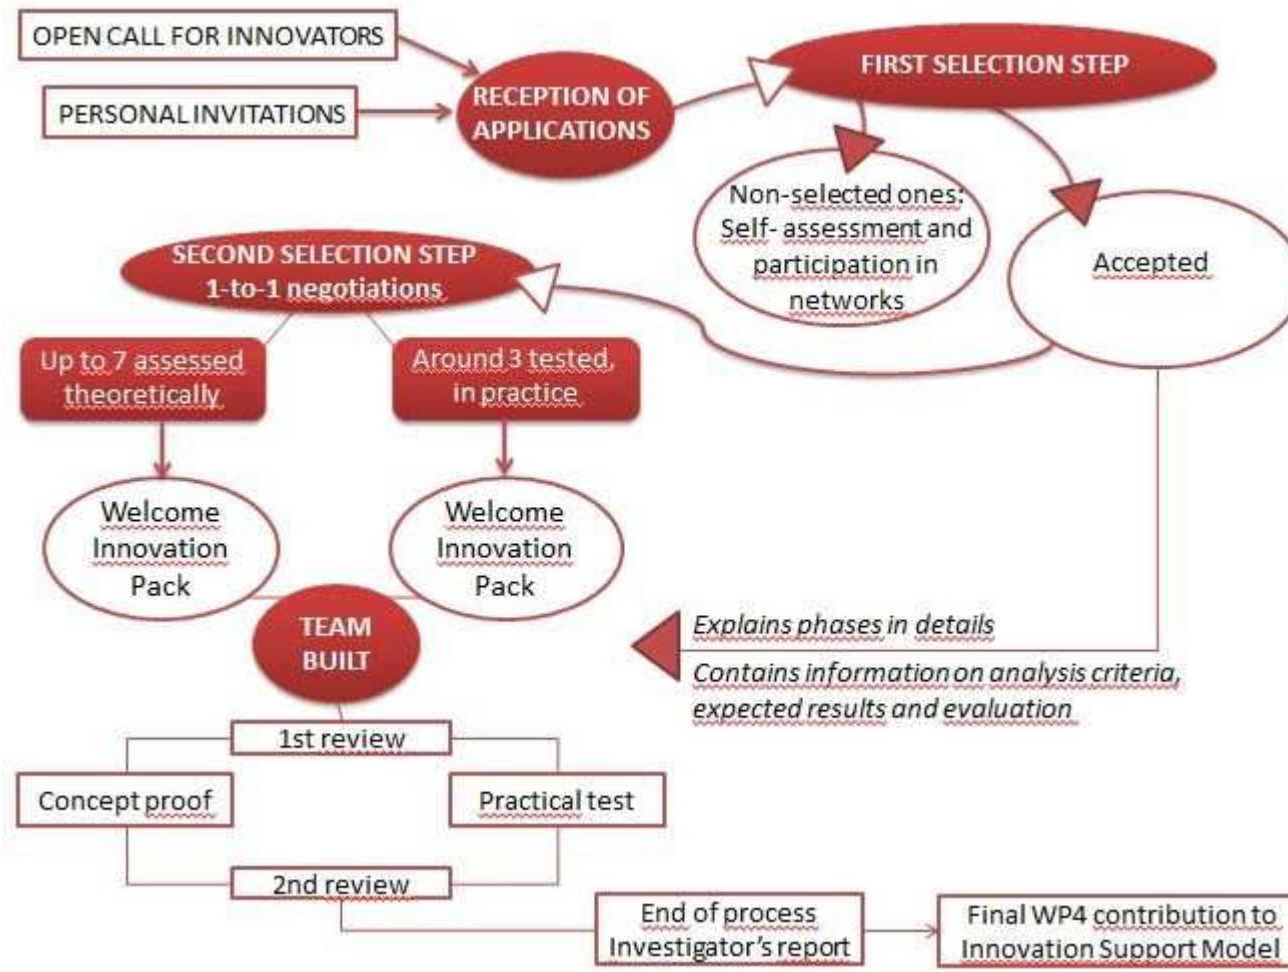 OPEN CALL FOR INNOVATORS
PERSONAL INVITATIONS
RECEPTION OF
APPLICATIONS
FIRST SELECTION STEP
Non-selected ones:
Self- assessment and
participation in
networks
Accepted
SECOND SELECTION STEP
1-to-1 negotiations
Up to 7 assessed
theoretically
Around 3 tested,
in practice
Welcome
Innovation
Pack
Welcome
Innovation
Pack
TEAM
BUILT
Explains phases in details
Contains information on analysis criteria,
expected results and evaluation
1st review
Concept proof
Practical test
2nd review
End of process
Investigator's report
Final WP4 contribution to
Innovation Support Model